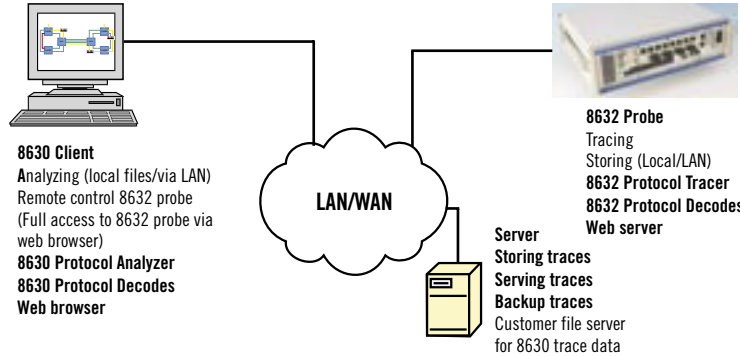 8630 Client
Analyzing (local files/via LAN)
Remote control 8632 probe
(Full access to 8632 probe via
web browser)
8630 Protocol Analyzer
8630 Protocol Decodes
Web browser
LAN/WAN
8632 Probe
Tracing
Storing (Local/LAN)
8632 Protocol Tracer
8632 Protocol Decodes
Web server
Server
Storing traces
Serving traces
Backup traces
Customer file server
for 8630 trace data